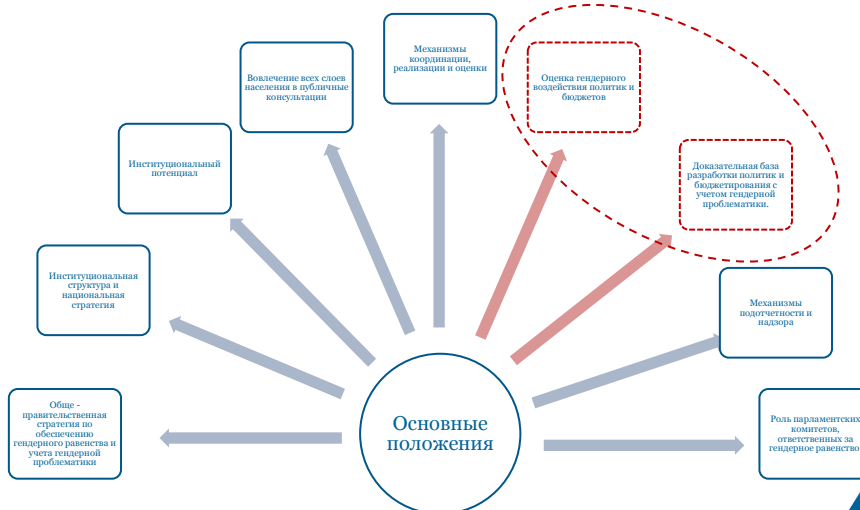 Механизмы
координации,
реализации и оценки
Вовлечение всех слоев
населения в публичные
консультации
Оценка гендерного
воздействия политик и
бюджетов
Институциональный
потенциал
Доказательная база
разработки политик и
бюджетирования с
учетом гендерной
проблематики.
Институциональная
структура и
национальная
стратегия
Механизмы
подотчетности и
надзора
Обще -
правительственная
стратегия по
обеспечению
гендерного равенства и
учета гендерной
проблематики
Основные
положения
Роль парламентских
комитетов,
ответственных за
гендерное равенство